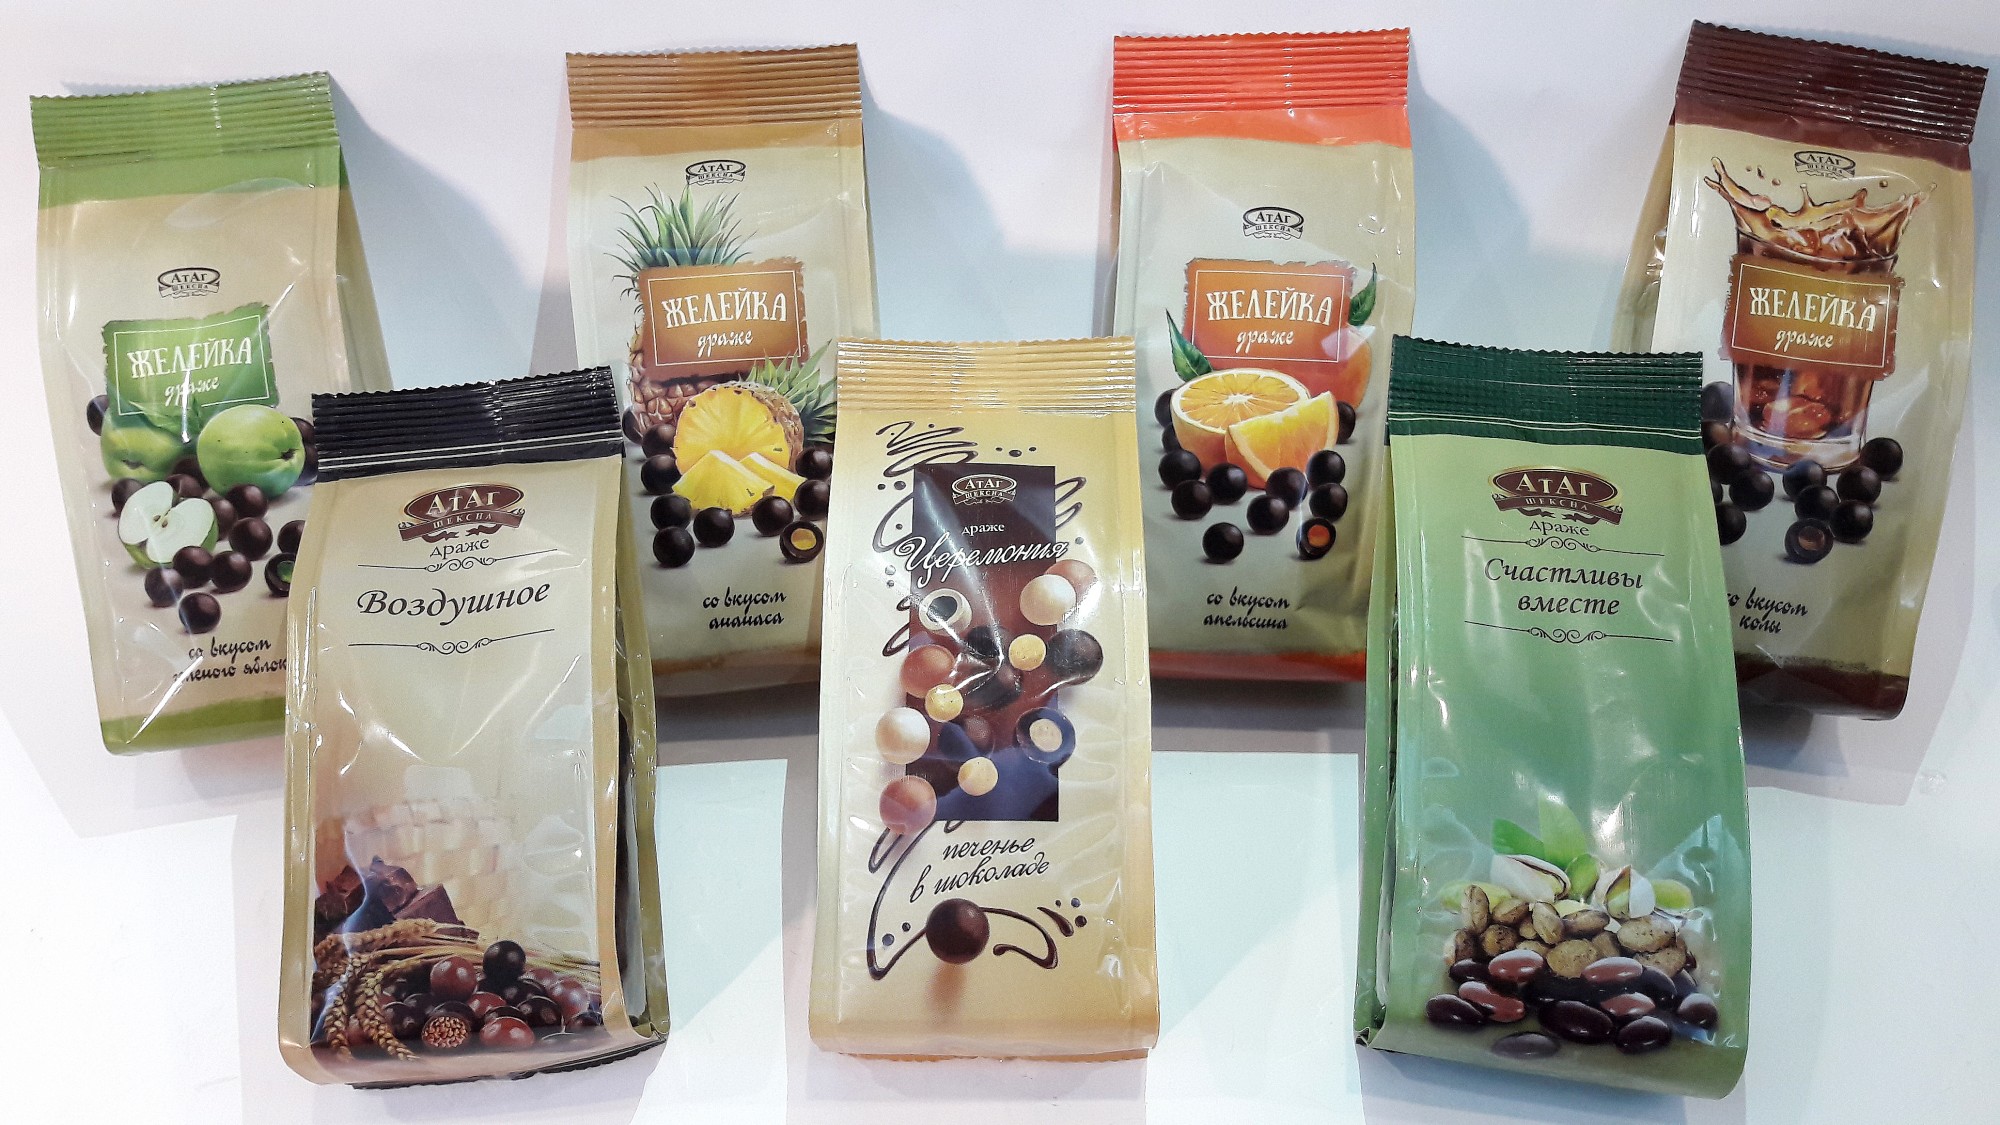 АтАг
ШЕКСНА
ЖЕЛЕЙКА
драже
со вкусом
зеленого яблока
АтАг
ШЕКСНА
ЖЕЛЕЙКА
драже
со вкусом
ананаса
АтАг
ШЕКСНА
ЖЕЛЕЙКА
драже
со вкусом
апельсина
АтАг
ШЕКСНА
ЖЕЛЕЙКА
драже
со вкусом
колы
АтАг
ШЕКСНА
драже
Воздушное
АтАг
ШЕКСНА
драже
Церемония
печенье
в шоколаде
АтАг
ШЕКСНА
драже
Счастливы
вместе